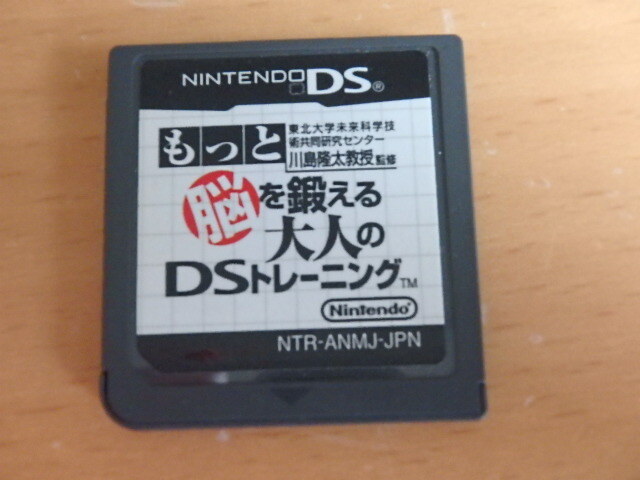 NINTENDO DS®
もっと
東北大学未来科学技
術共同研究センター
川島隆太教授 監修
脳を鍛える
大人の
DSトレーニング™
Nintendo
NTR-ANMJ-JPN